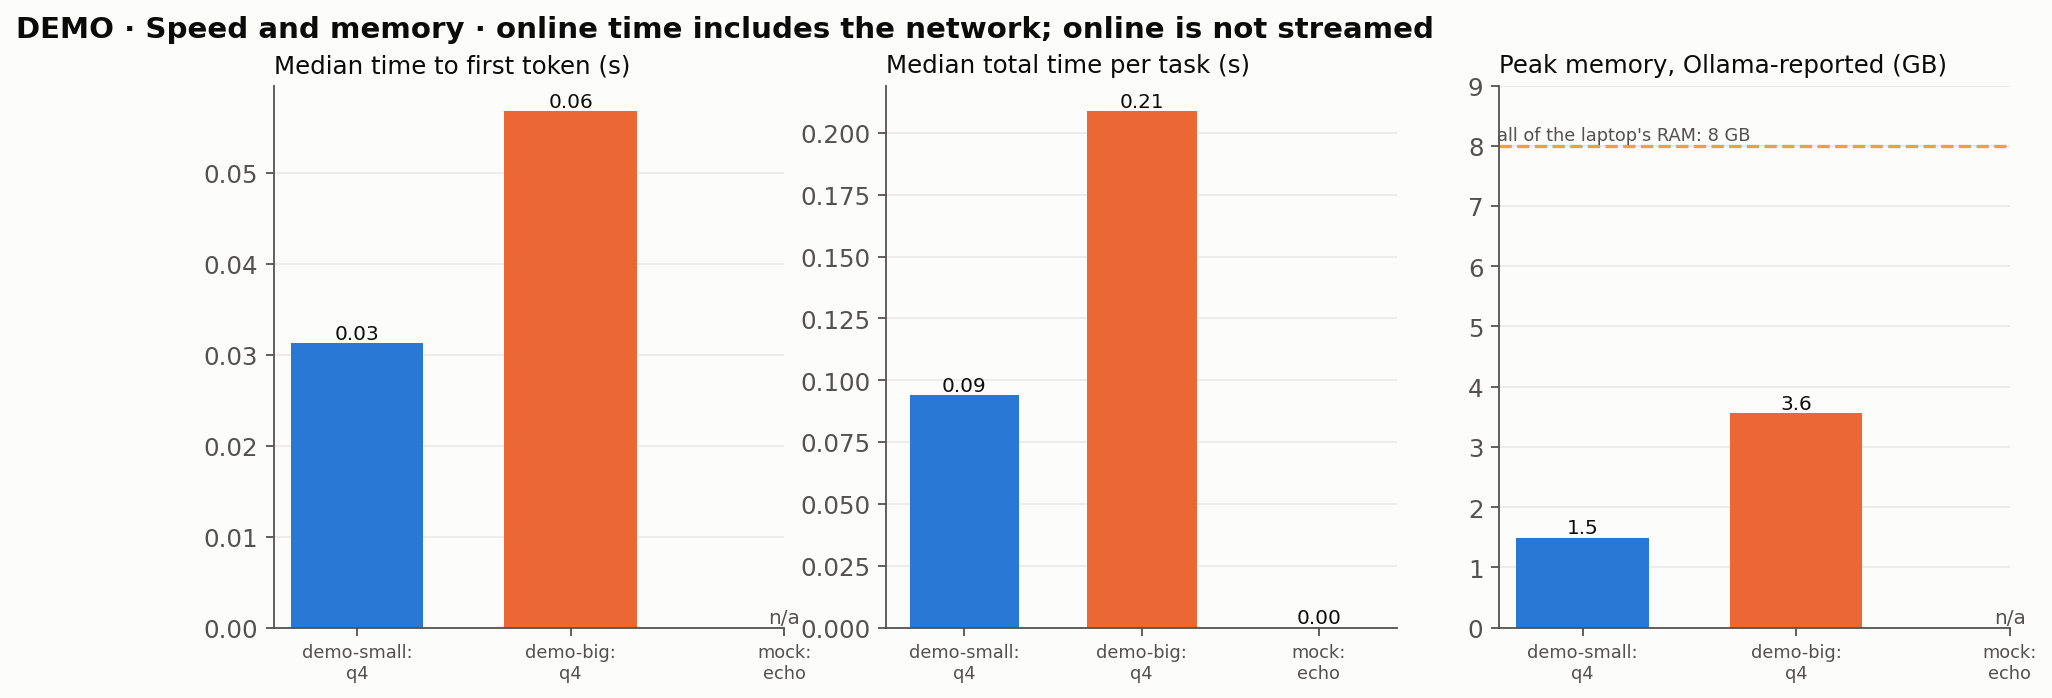 DEMO · Speed and memory · online time includes the network; online is not streamed
Median time to first token (s)
0.05
0.04
0.03
0.02
0.01
0.00
0.03
0.06
n/a
demo-small:
q4
demo-big:
q4
mock:
echo
Median total time per task (s)
0.200
0.175
0.150
0.125
0.100
0.075
0.050
0.025
0.000
0.09
0.21
0.00
demo-small:
q4
demo-big:
q4
mock:
echo
Peak memory, Ollama-reported (GB)
9
8
7
6
5
4
3
2
1
0
all of the laptop's RAM: 8 GB
1.5
3.6
n/a
demo-small:
q4
demo-big:
q4
mock:
echo